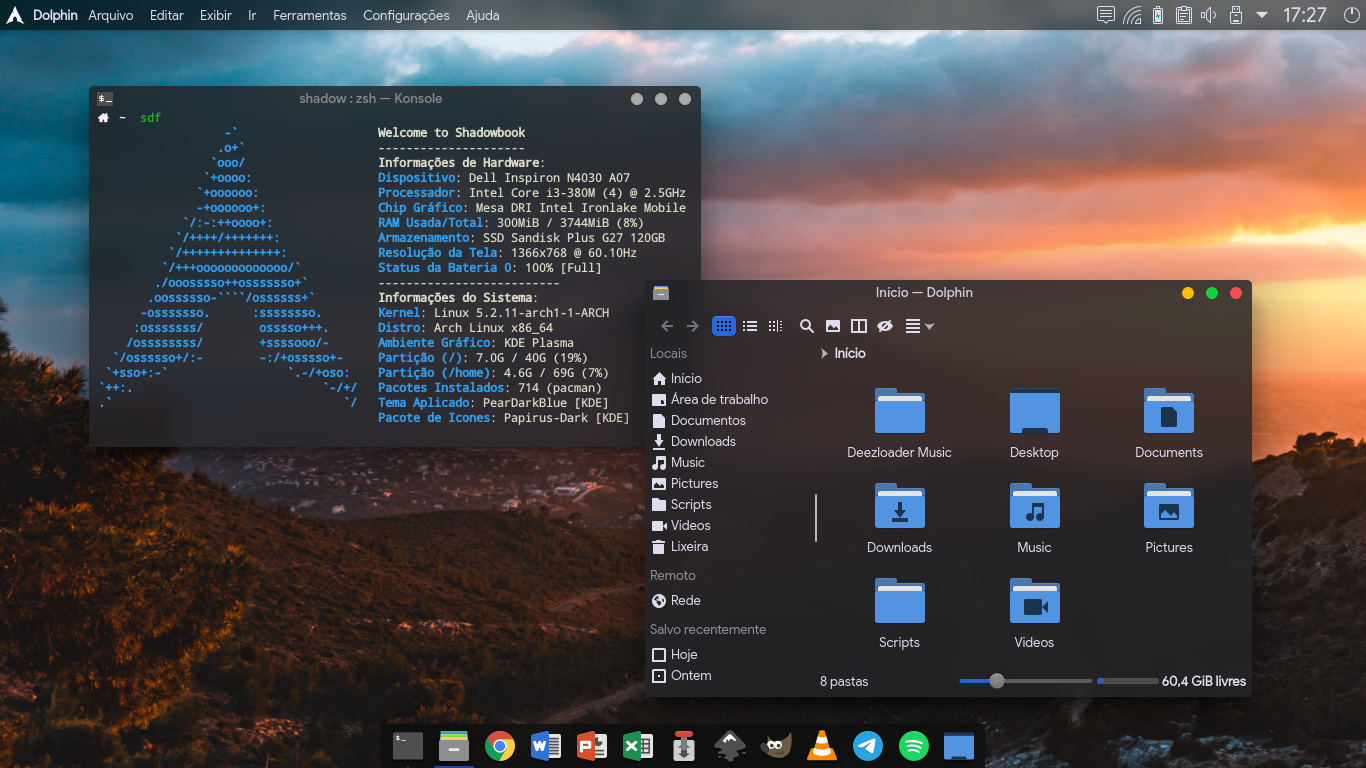 Dolphin Arquivo Editar Exibir Ir Ferramentas Configurações Ajuda 17:27
shadow : zsh — Konsole
~ sdf
-`
.o+`
`ooo/
`+oooo:
`+oooooo:
-+oooooo+:
`/:-:++oooo+:
`/++++/+++++++:
`/++++++++++++++:
`/+++ooooooooooooo/`
./ooosssso++osssssso+`
.oossssso-````/ossssss+`
-osssssso. :ssssssso.
:osssssss/ osssso+++.
/ossssssss/ +ssssooo/-
`/ossssso+/:- -:/+osssso+-
`+sso+:-` `.-/+oso:
`++:. `-/+/
.` `/
Welcome to Shadowbook
---------------------
Informações de Hardware:
Dispositivo: Dell Inspiron N4030 A07
Processador: Intel Core i3-380M (4) @ 2.5GHz
Chip Gráfico: Mesa DRI Intel Ironlake Mobile
RAM Usada/Total: 300MiB / 3744MiB (8%)
Armazenamento: SSD Sandisk Plus G27 120GB
Resolução da Tela: 1366x768 @ 60.10Hz
Status da Bateria 0: 100% [Full]
--------------------------
Informações do Sistema:
Kernel: Linux 5.2.11-arch1-1-ARCH
Distro: Arch Linux x86_64
Ambiente Gráfico: KDE Plasma
Partição (/): 7.0G / 40G (19%)
Partição (/home): 4.6G / 69G (7%)
Pacotes Instalados: 714 (pacman)
Tema Aplicado: PearDarkBlue [KDE]
Pacote de Icones: Papirus-Dark [KDE]
Início — Dolphin
Locais
Início
Área de trabalho
Documentos
Downloads
Music
Pictures
Scripts
Videos
Lixeira
Remoto
Rede
Salvo recentemente
Hoje
Ontem
Início
Deezloader Music Desktop Documents
Downloads Music Pictures
Scripts Videos
8 pastas 60,4 GiB livres